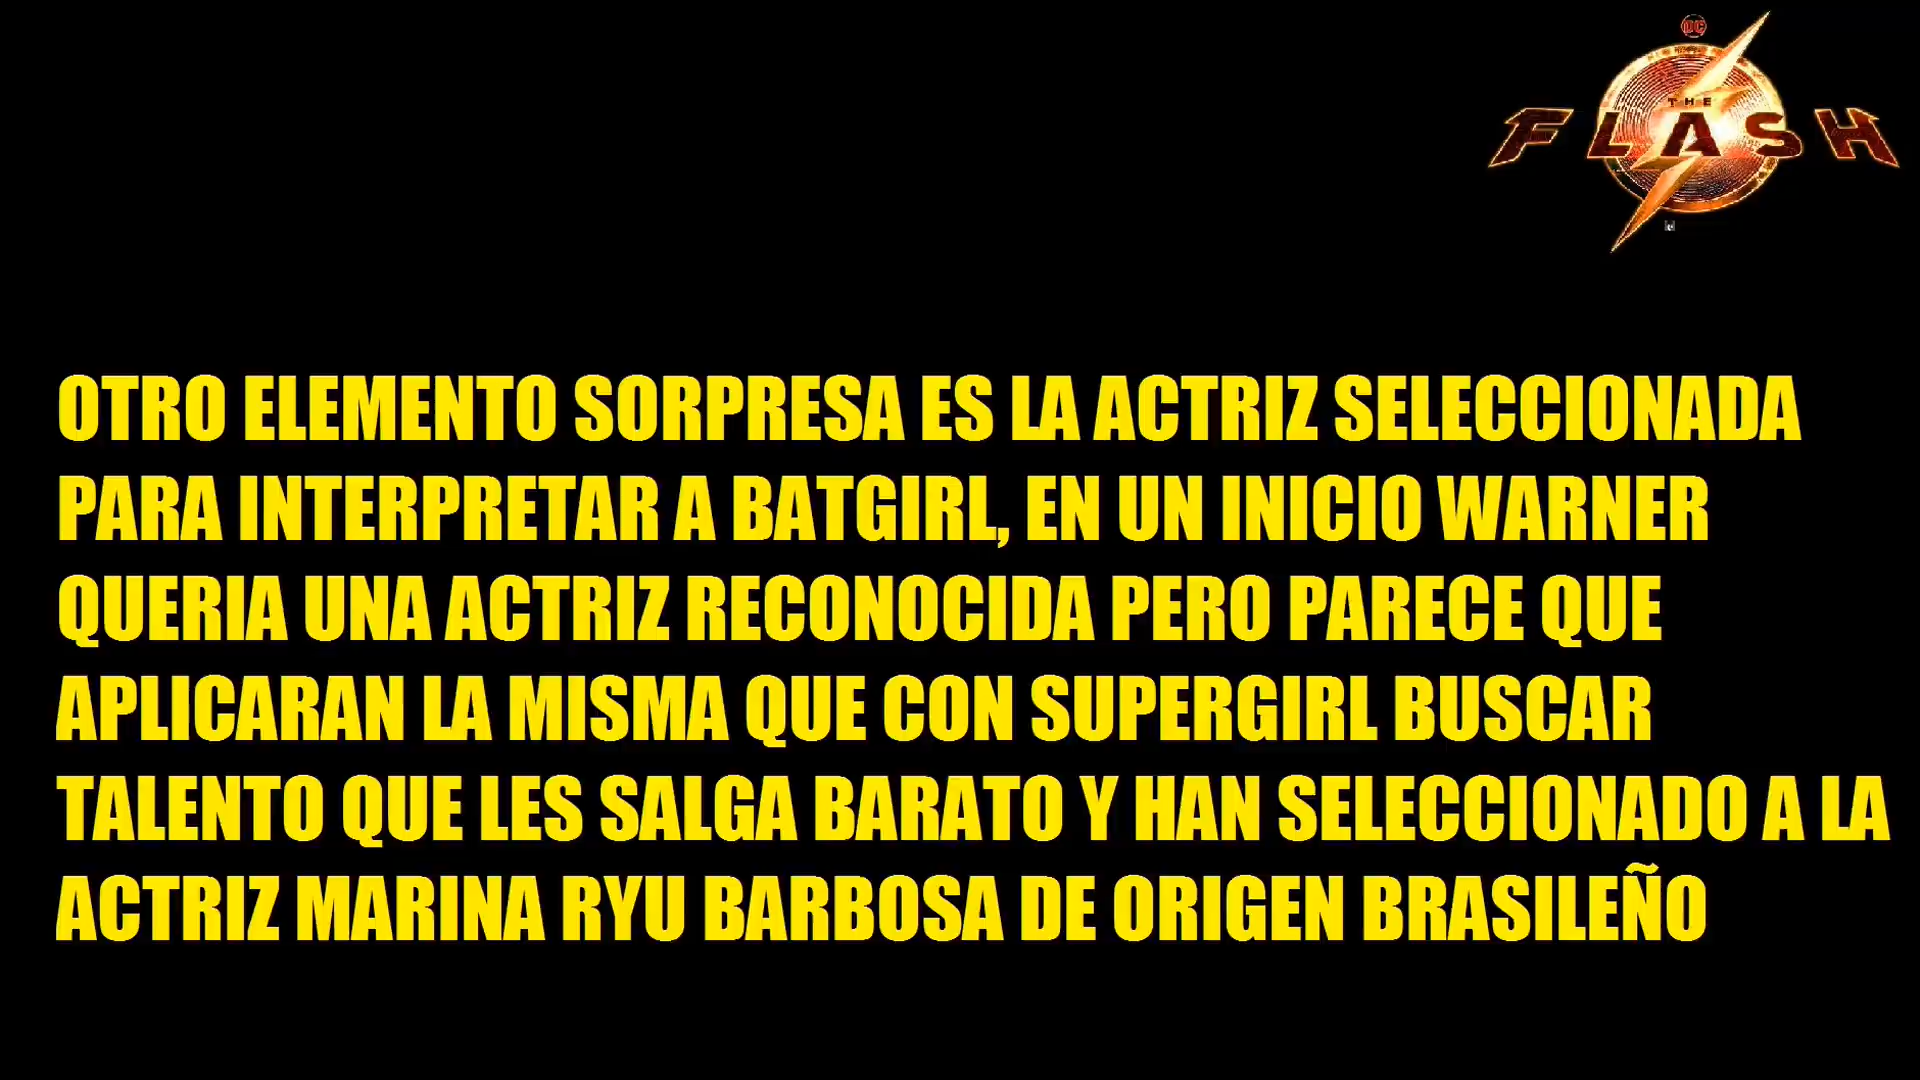 DC
THE
FLASH
OTRO ELEMENTO SORPRESA ES LA ACTRIZ SELECCIONADA
PARA INTERPRETAR A BATGIRL, EN UN INICIO WARNER
QUERIA UNA ACTRIZ RECONOCIDA PERO PARECE QUE
APLICARAN LA MISMA QUE CON SUPERGIRL BUSCAR
TALENTO QUE LES SALGA BARATO Y HAN SELECCIONADO A LA
ACTRIZ MARINA RYU BARBOSA DE ORIGEN BRASILEÑO